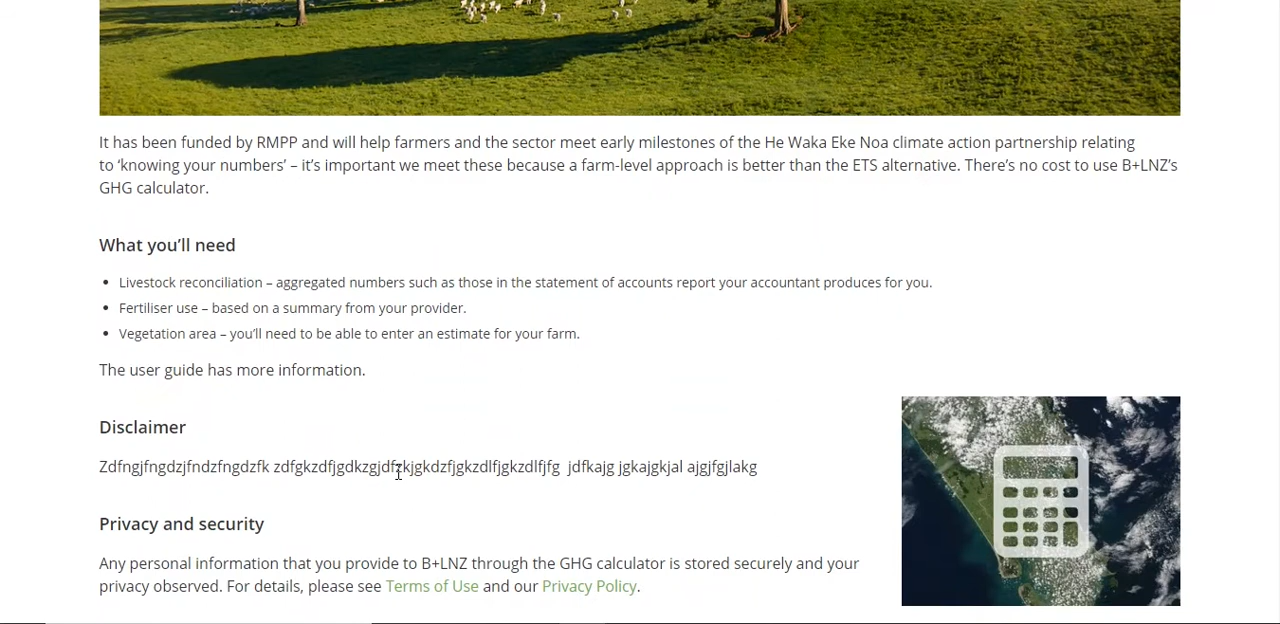 It has been funded by RMPP and will help farmers and the sector meet early milestones of the He Waka Eke Noa climate action partnership relating
to ‘knowing your numbers’ – it’s important we meet these because a farm-level approach is better than the ETS alternative. There’s no cost to use B+LNZ’s
GHG calculator.
What you’ll need
• Livestock reconciliation – aggregated numbers such as those in the statement of accounts report your accountant produces for you.
• Fertiliser use – based on a summary from your provider.
• Vegetation area – you’ll need to be able to enter an estimate for your farm.
The user guide has more information.
Disclaimer
Zdfngjfngdzjfndzfngdzfk jdfkajg jgkajgkjal ajgjfgjlakg
Privacy and security
Any personal information that you provide to B+LNZ through the GHG calculator is stored securely and your
privacy observed. For details, please see Terms of Use and our Privacy Policy.